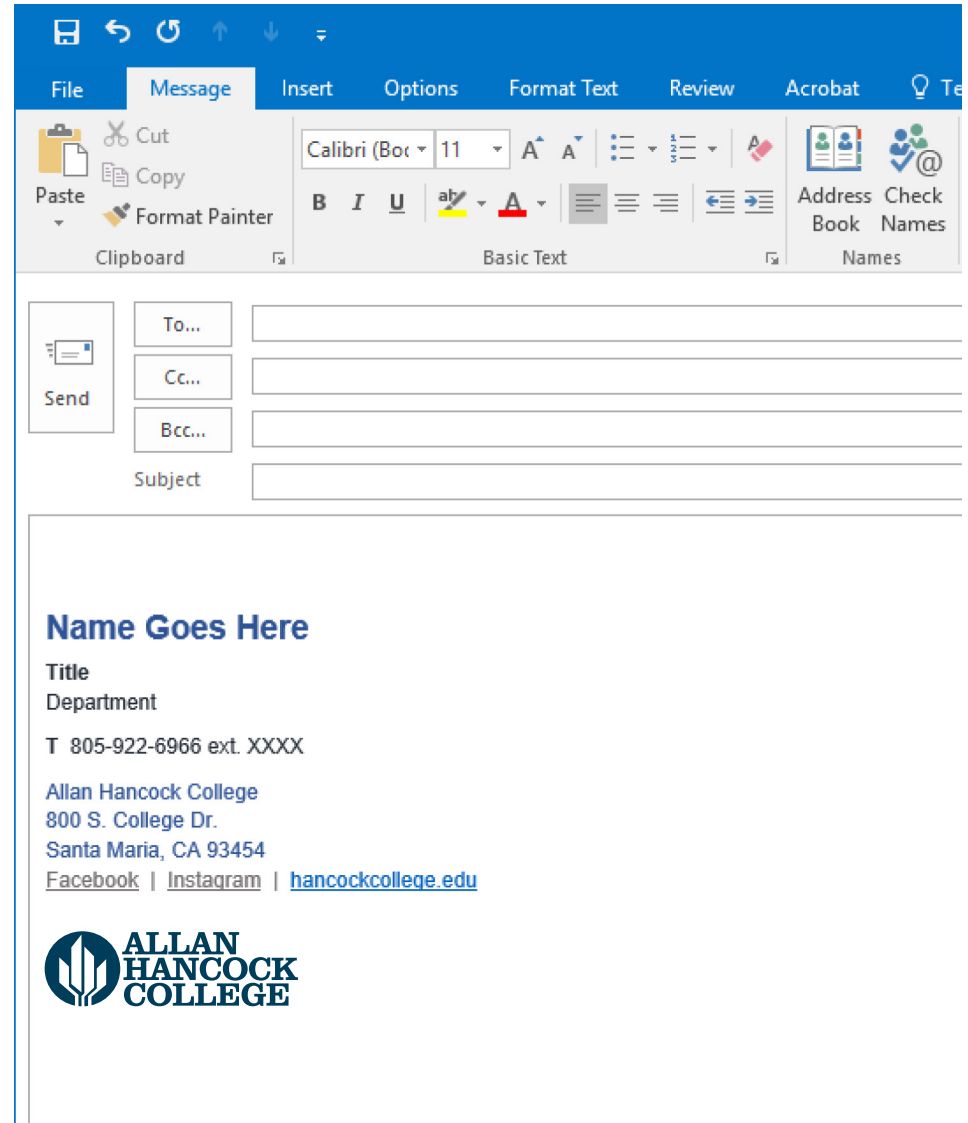 File Message Insert Options Format Text Review Acrobat
Cut
Calibri (Boc 11 A A
Copy
Paste
Format Painter
B I U aby A
Address Check
Book Names
Clipboard Basic Text Names
To...
Cc...
Send
Bcc...
Subject
Name Goes Here
Title
Department
T 805-922-6966 ext. XXXX
Allan Hancock College
800 S. College Dr.
Santa Maria, CA 93454
Facebook | Instagram | hancockcollege.edu
ALLAN
HANCOCK
COLLEGE